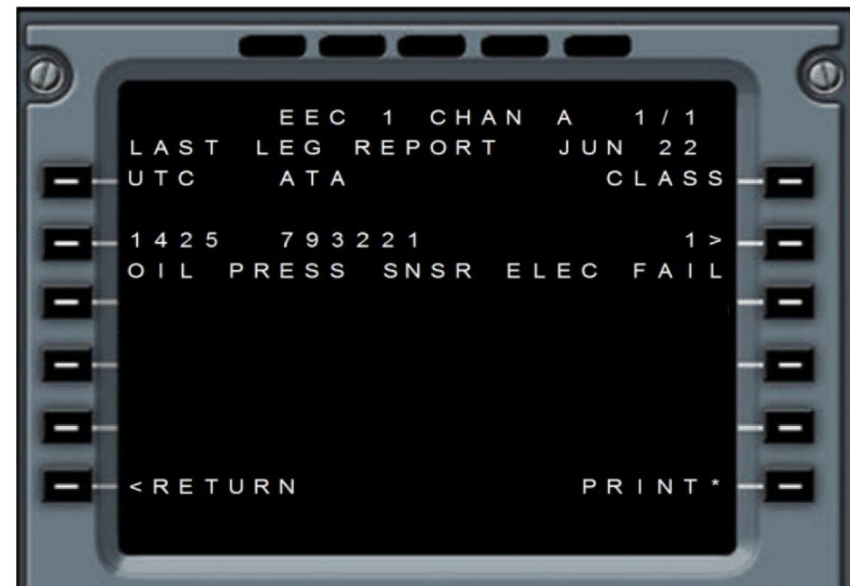 EEC 1 CHAN A 1/1
LAST LEG REPORT JUN 22
UTC ATA CLASS
1425 793221 1>
OIL PRESS SNSR ELEC FAIL
<RETURN PRINT*